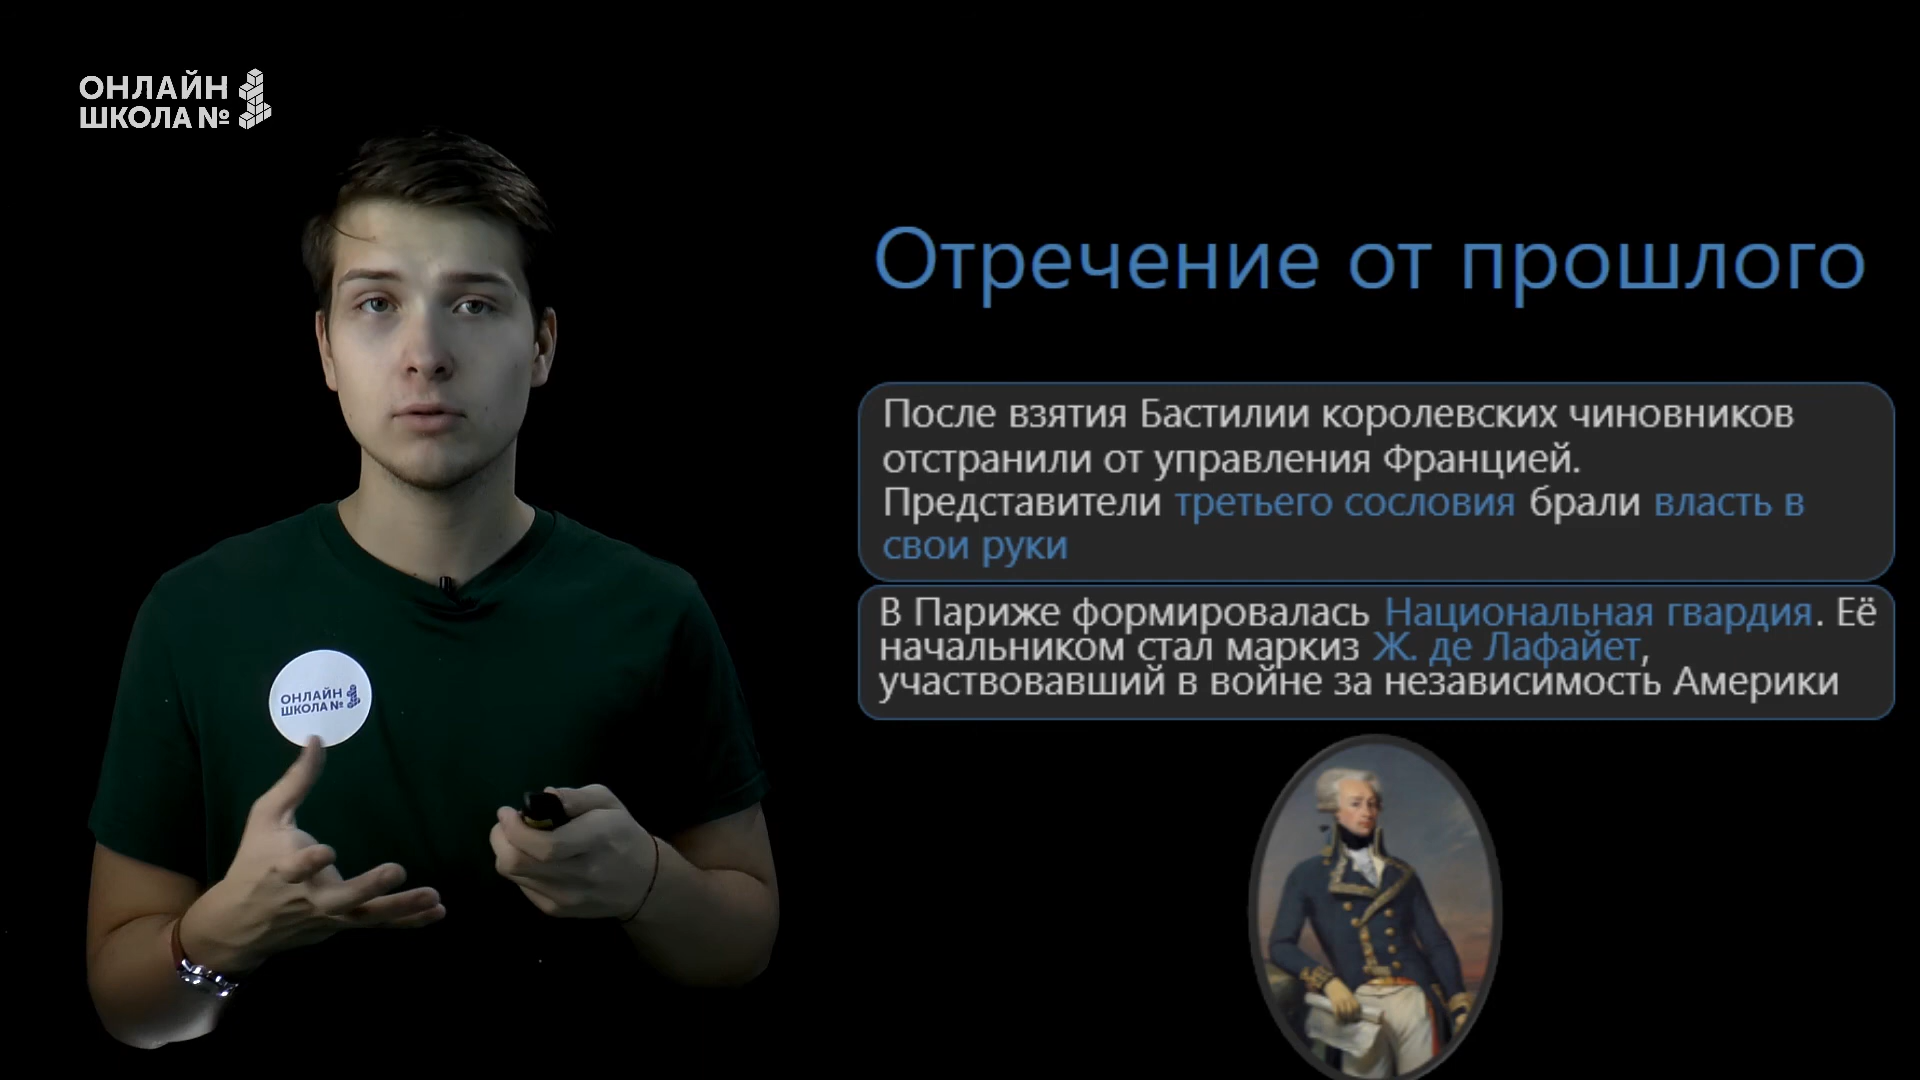 ОНЛАЙН
ШКОЛА №
Отречение от прошлого
После взятия Бастилии королевских чиновников
отстранили от управления Францией.
Представители третьего сословия брали власть в
свои руки
В Париже формировалась Национальная гвардия. Её
начальником стал маркиз Ж. де Лафайет,
участвовавший в войне за независимость Америки
ОНЛАЙН
ШКОЛА №